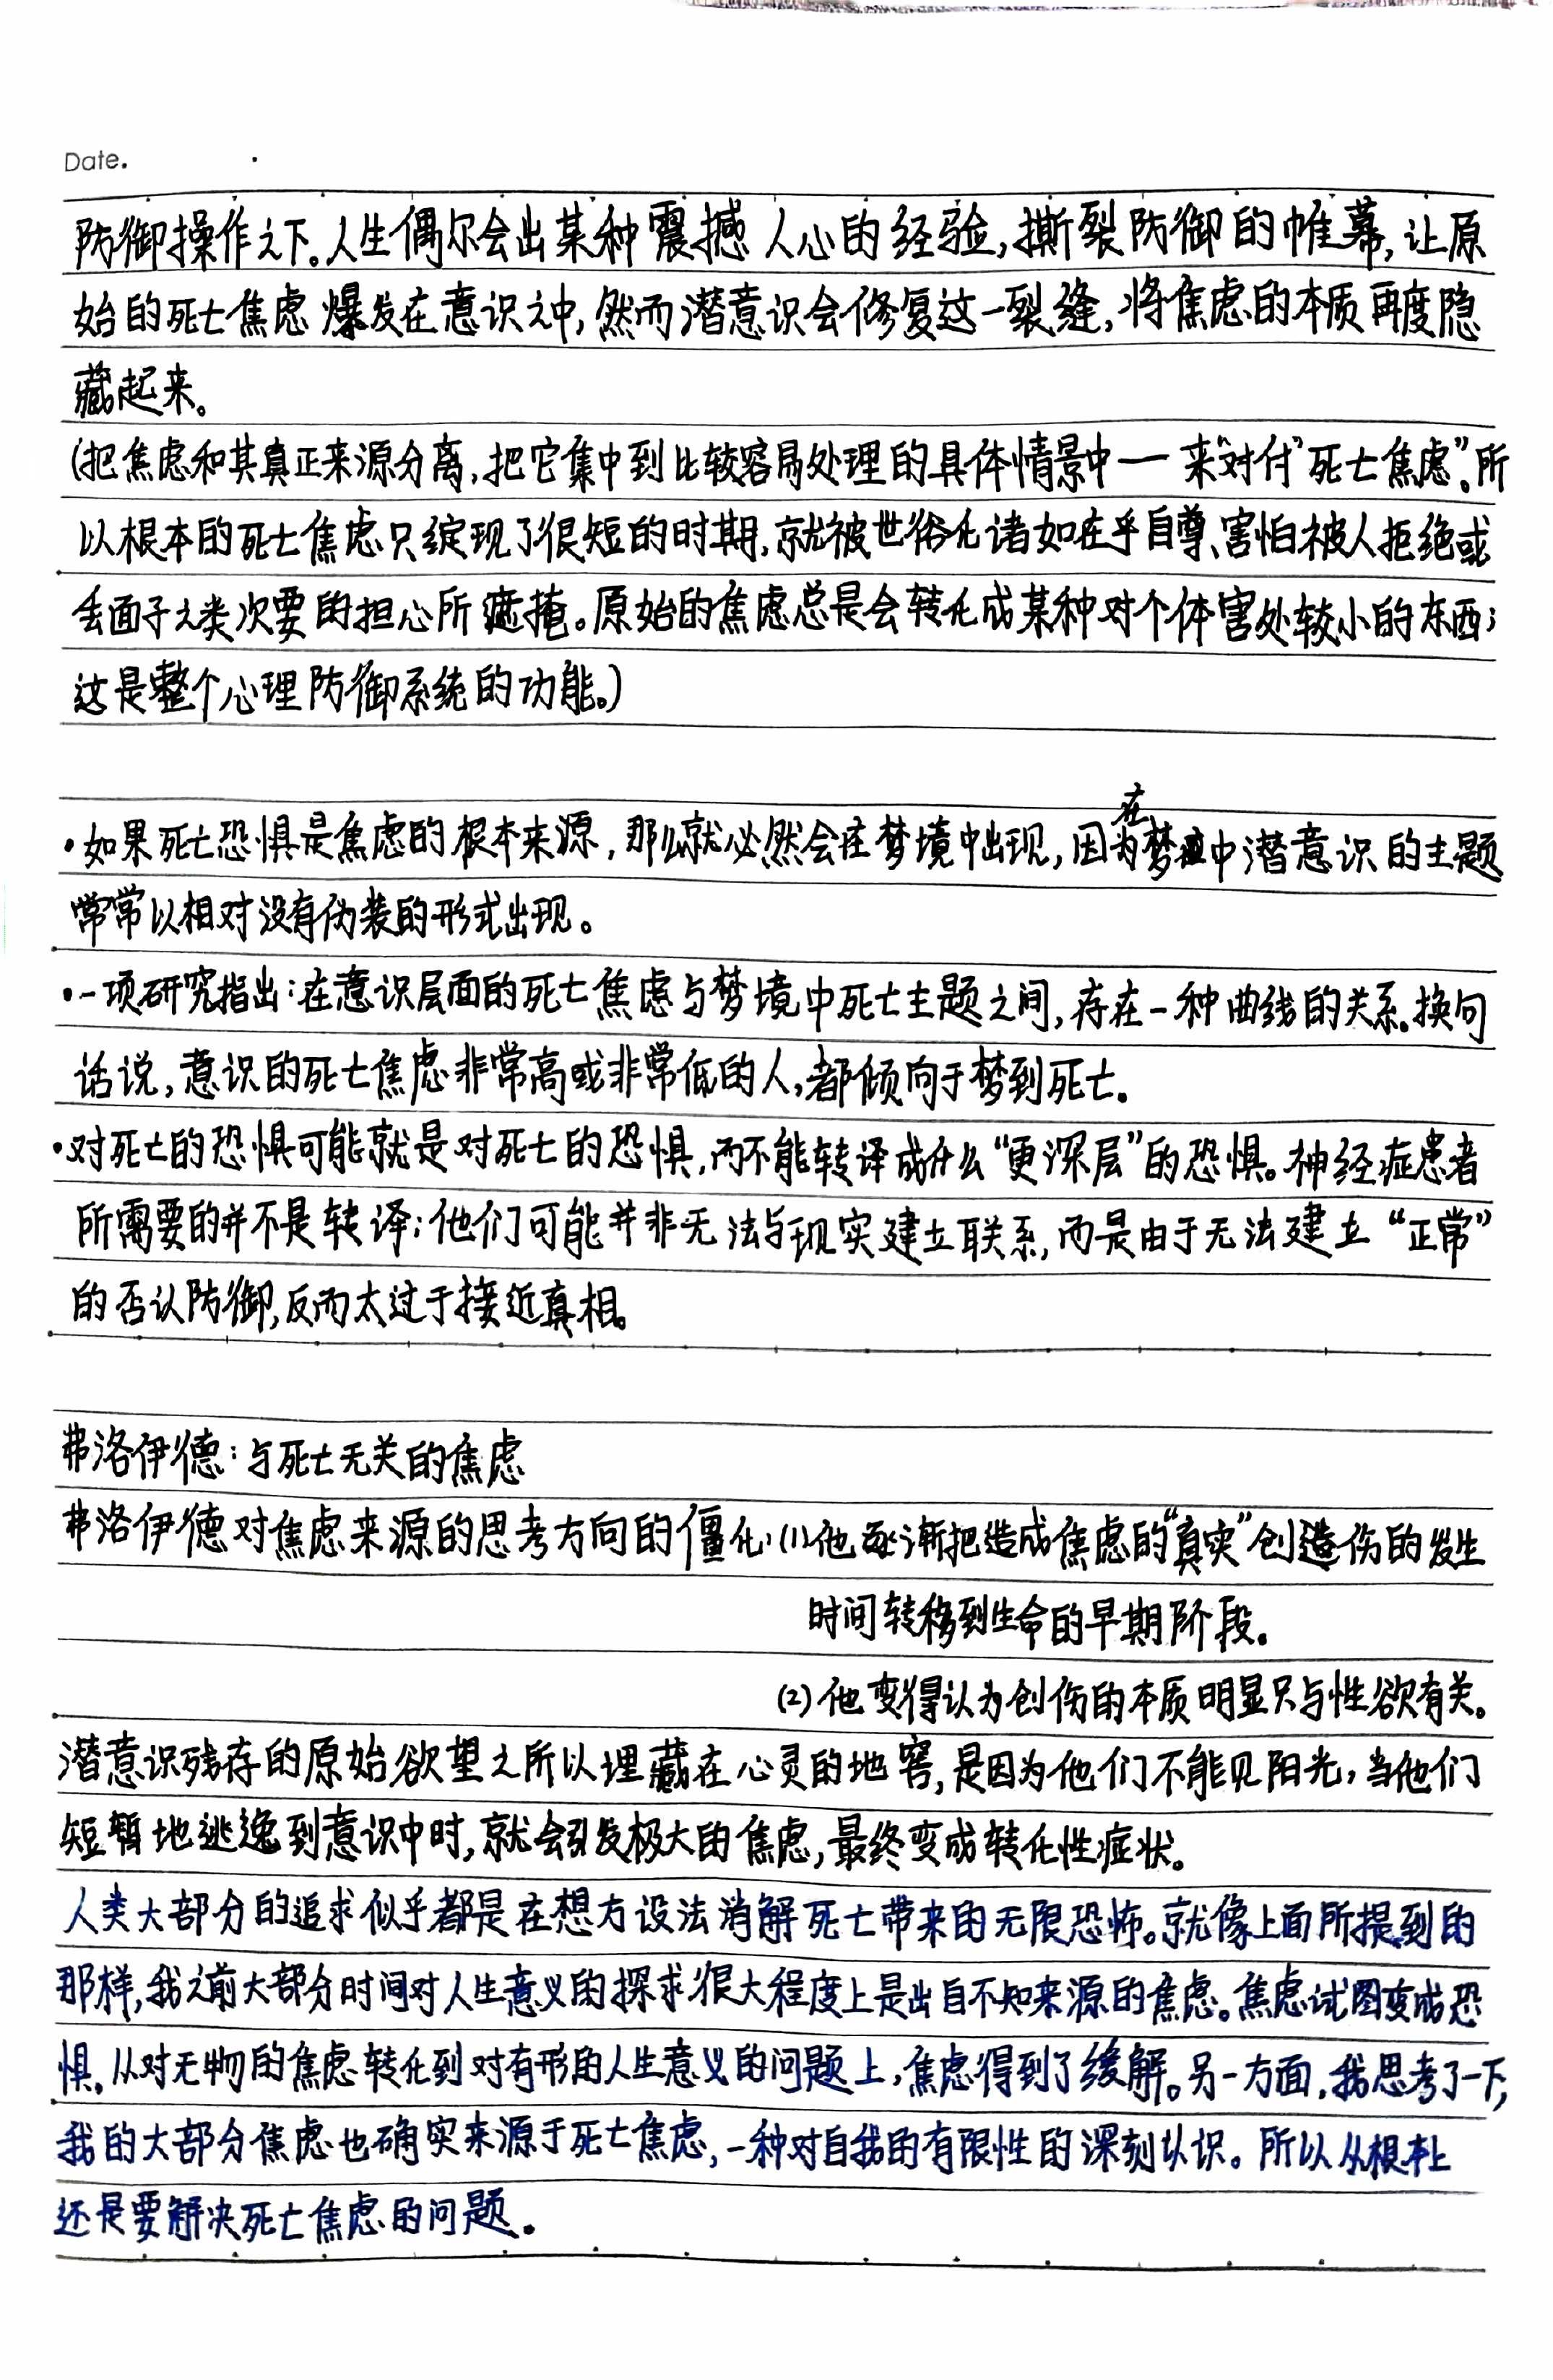 Date.
防御操作之下。人生偶尔会出某种震撼人心的经验,撕裂防御的帷幕,让原
始的死亡焦虑爆发在意识之中,然而潜意识会修复这一裂缝,将焦虑的本质再度隐
藏起来。
(把焦虑和其真正来源分离,把它集中到比较容易处理的具体情景中——来“对付”死亡焦虑”。所
以根本的死亡焦虑只绽现了很短的时期,就被世俗化诸如在乎自尊、害怕被人拒绝或
丢面子之类次要的担心所遮掩。原始的焦虑总是会转化成某种对个体害处较小的东西;
这是整个心理防御系统的功能。)
·如果死亡恐惧是焦虑的根本来源,那么就必然会在梦境中出现,因为在梦中潜意识的主题
常常以相对没有伪装的形式出现。
·一项研究指出:在意识层面的死亡焦虑与梦境中死亡主题之间,存在一种曲线的关系。换句
话说,意识的死亡焦虑非常高或非常低的人,都倾向于梦到死亡。
·对死亡的恐惧可能就是对死亡的恐惧,而不能转译成什么“更深层”的恐惧。神经症患者
所需要的并不是转译;他们可能并非无法与现实建立联系,而是由于无法建立“正常”
的否认防御,反而太过于接近真相。
弗洛伊德:与死亡无关的焦虑
弗洛伊德对焦虑来源的思考方向的僵化:(1)他逐渐把造成焦虑的“真实”创造伤的发生
时间转移到生命的早期阶段。
(2)他变得认为创伤的本质明显只与性欲有关。
潜意识残存的原始欲望之所以埋藏在心灵的地窖,是因为他们不能见阳光,当他们
短暂地逃逸到意识中时,就会引发极大的焦虑,最终变成转化性症状。
人类大部分的追求似乎都是在想方设法消解死亡带来的无限恐怖。就像上面所提到的
那样,我之前大部分时间对人生意义的探求很大程度上是出自不知来源的焦虑。焦虑试图变成恐
惧。从对无物的焦虑转化到对有形的人生意义的问题上,焦虑得到了缓解。另一方面,我思考了一下,
我的大部分焦虑也确实来源于死亡焦虑,一种对自我的有限性的深刻认识。所以从根本上
还是要解决死亡焦虑的问题。